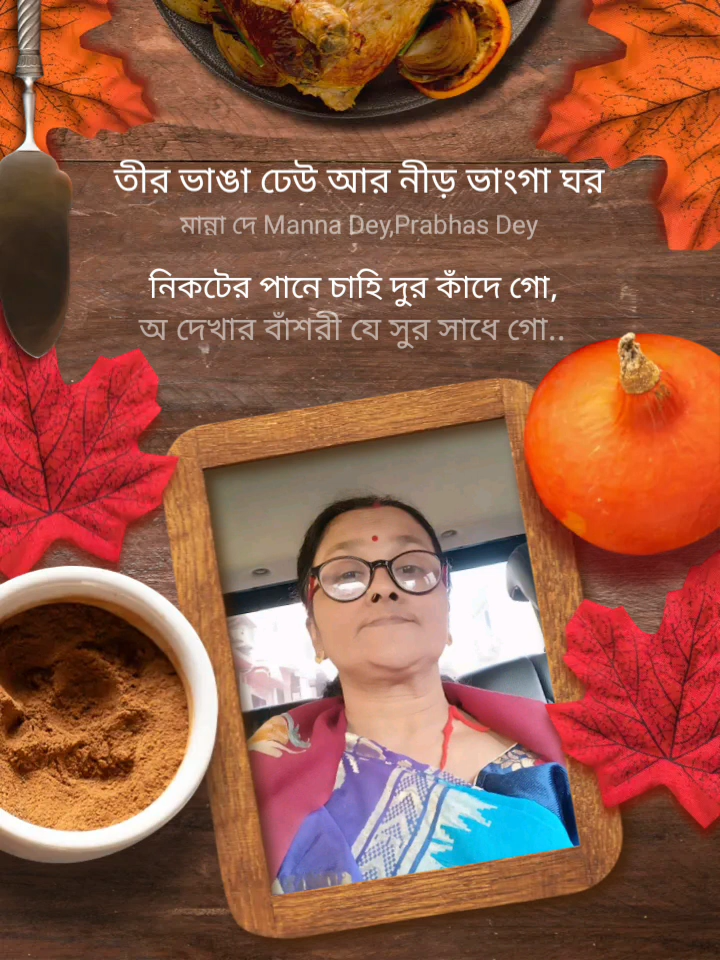 তীর ভাঙা ঢেউ আর নীড় ভাংগা ঘর
মান্না দে Manna Dey,Prabhas Dey
নিকটের পানে চাহি দুর কাঁদে গো,
অ দেখার বাঁশরী যে সুর সাধে গো..